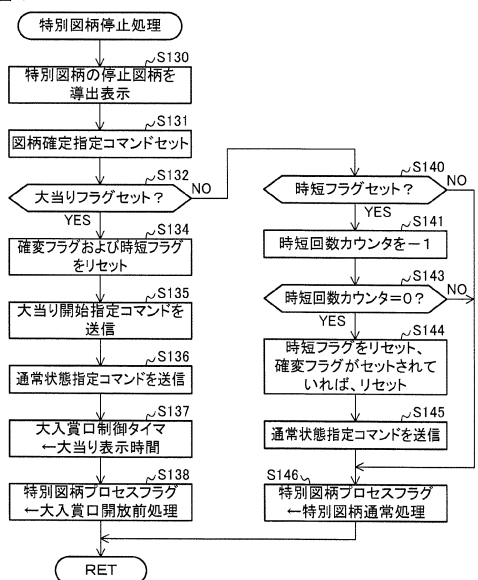 特別図柄停止処理
S130
特別図柄の停止図柄を
導出表示
S131
図柄確定指定コマンドセット
S132
大当りフラグセット？
NO
YES
S134
確変フラグおよび時短フラグ
をリセット
S135
大当り開始指定コマンドを
送信
S136
通常状態指定コマンドを送信
S137
大入賞口制御タイマ
←大当り表示時間
S138
特別図柄プロセスフラグ
←大入賞口開放前処理
RET
S140
時短フラグセット？
NO
YES
S141
時短回数カウンタを－1
S143
時短回数カウンタ=0？
NO
YES
S144
時短フラグをリセット、
確変フラグがセットされて
いれば、リセット
S145
通常状態指定コマンドを送信
S146
特別図柄プロセスフラグ
←特別図柄通常処理